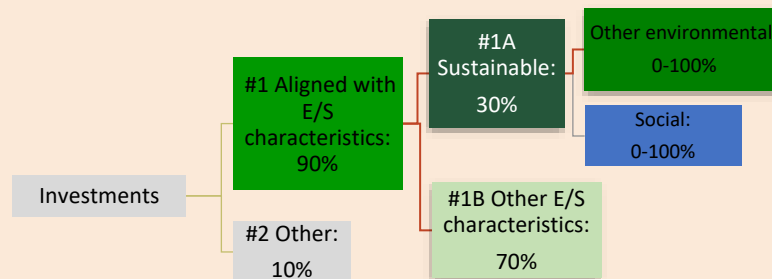 Investments
#1 Aligned with
E/S
characteristics:
90%
#2 Other:
10%
#1A
Sustainable:
30%
#1B Other E/S
characteristics:
70%
Other environmental
0-100%
Social:
0-100%